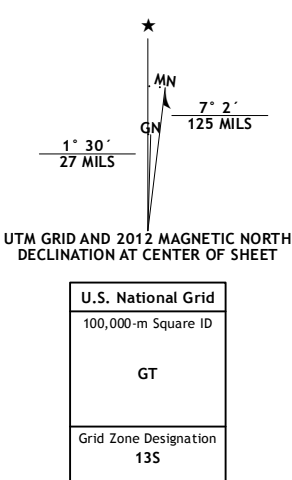 ★
MN
7° 2´
125 MILS
GN
1° 30´
27 MILS
UTM GRID AND 2012 MAGNETIC NORTH
DECLINATION AT CENTER OF SHEET
U.S. National Grid
100,000-m Square ID
GT
Grid Zone Designation
13S